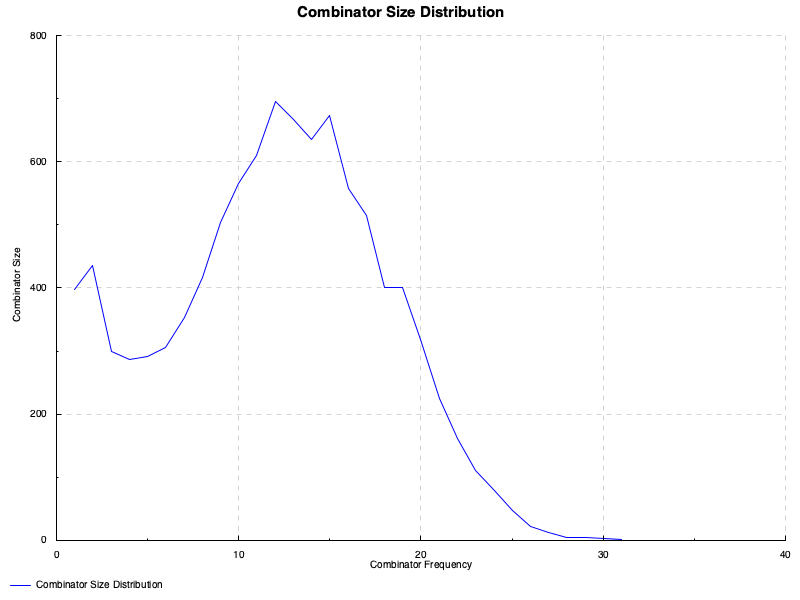 Combinator Size Distribution
800
600
400
200
0
Combinator Size
0 10 20 30 40
Combinator Frequency
Combinator Size Distribution